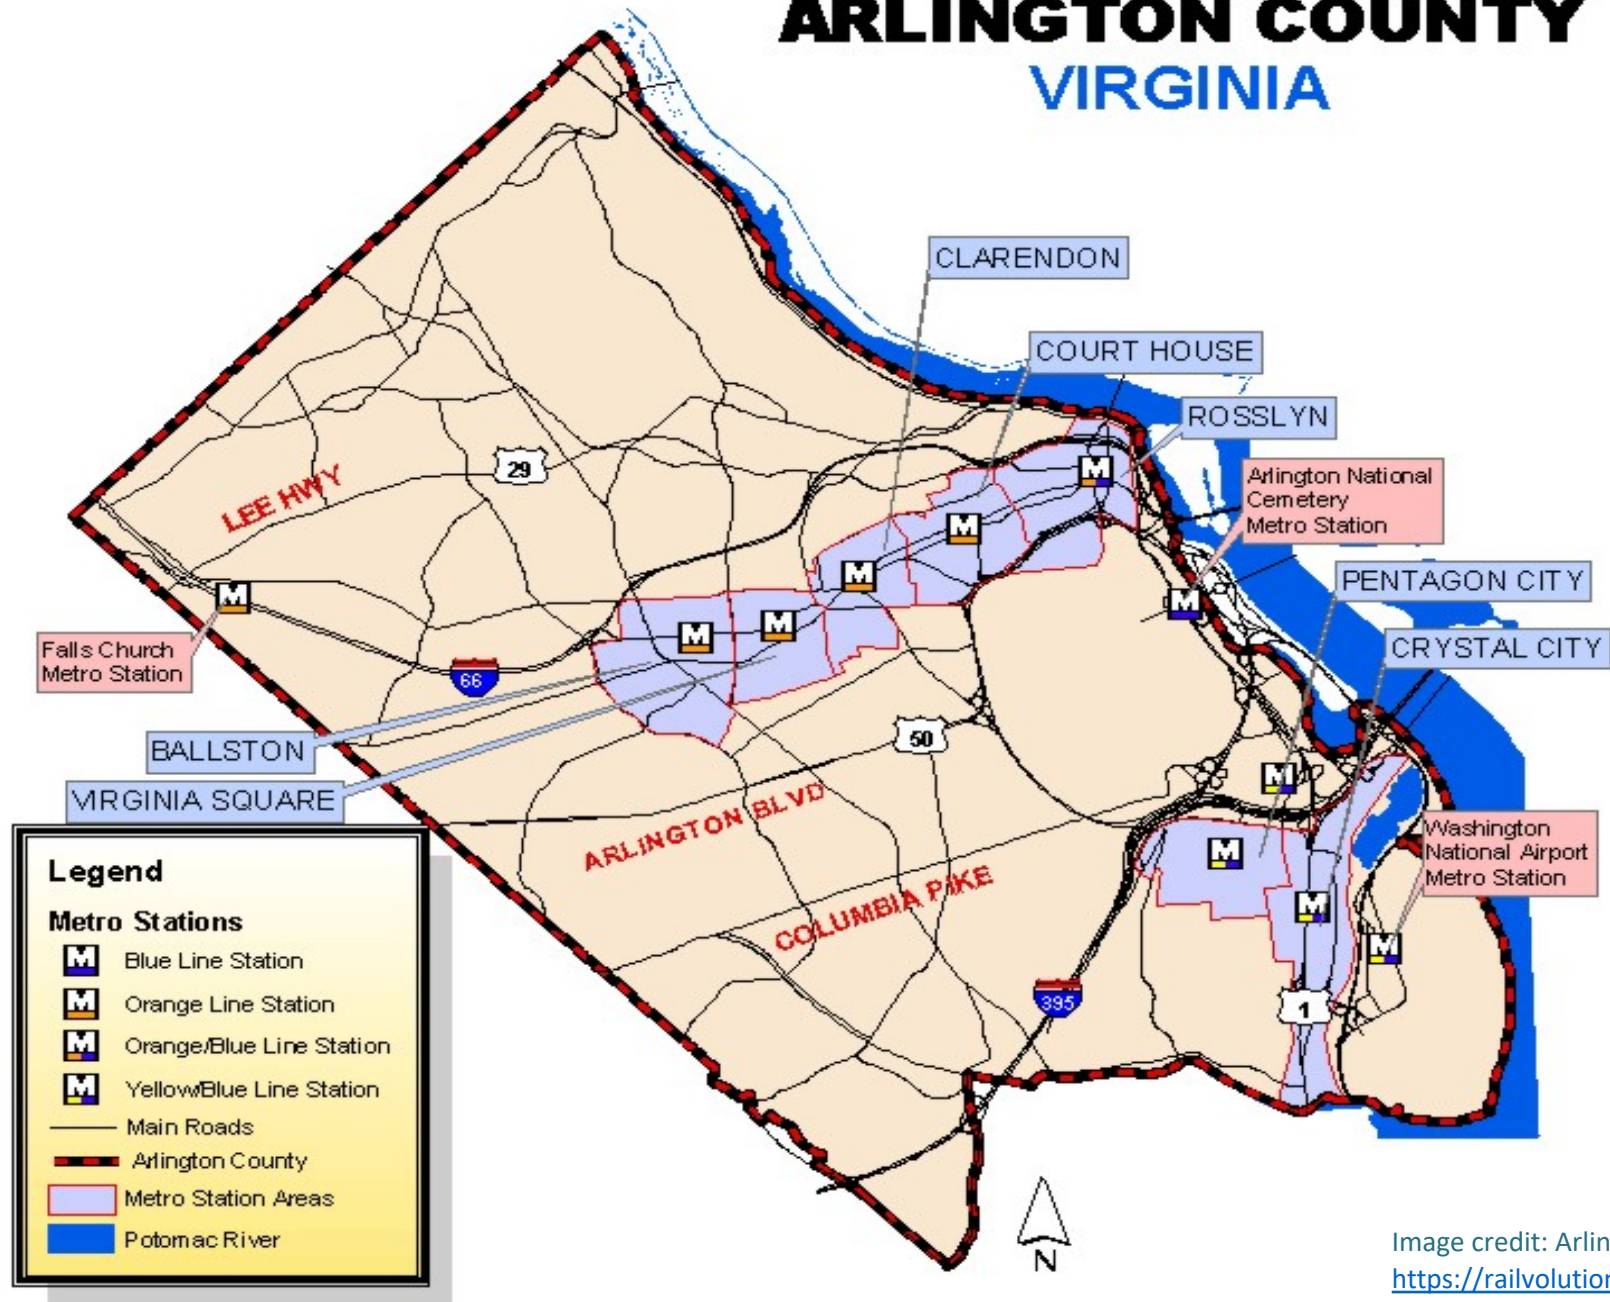 ARLINGTON COUNTY
VIRGINIA
CLARENDON
COURT HOUSE
ROSSLYN
Arlington National
Cemetery
Metro Station
PENTAGON CITY
CRYSTAL CITY
29
LEE HWY
Falls Church
Metro Station
66
BALLSTON
VIRGINIA SQUARE
50
ARLINGTON BLVD
COLUMBIA PIKE
Washington
National Airport
Metro Station
395
1
M
M
M
M
M
M
M
M
M
M
M
Legend
Metro Stations
M Blue Line Station
M Orange Line Station
M Orange/Blue Line Station
M Yellow/Blue Line Station
Main Roads
Arlington County
Metro Station Areas
Potomac River
N
Image credit: Arlin
https://railvolution